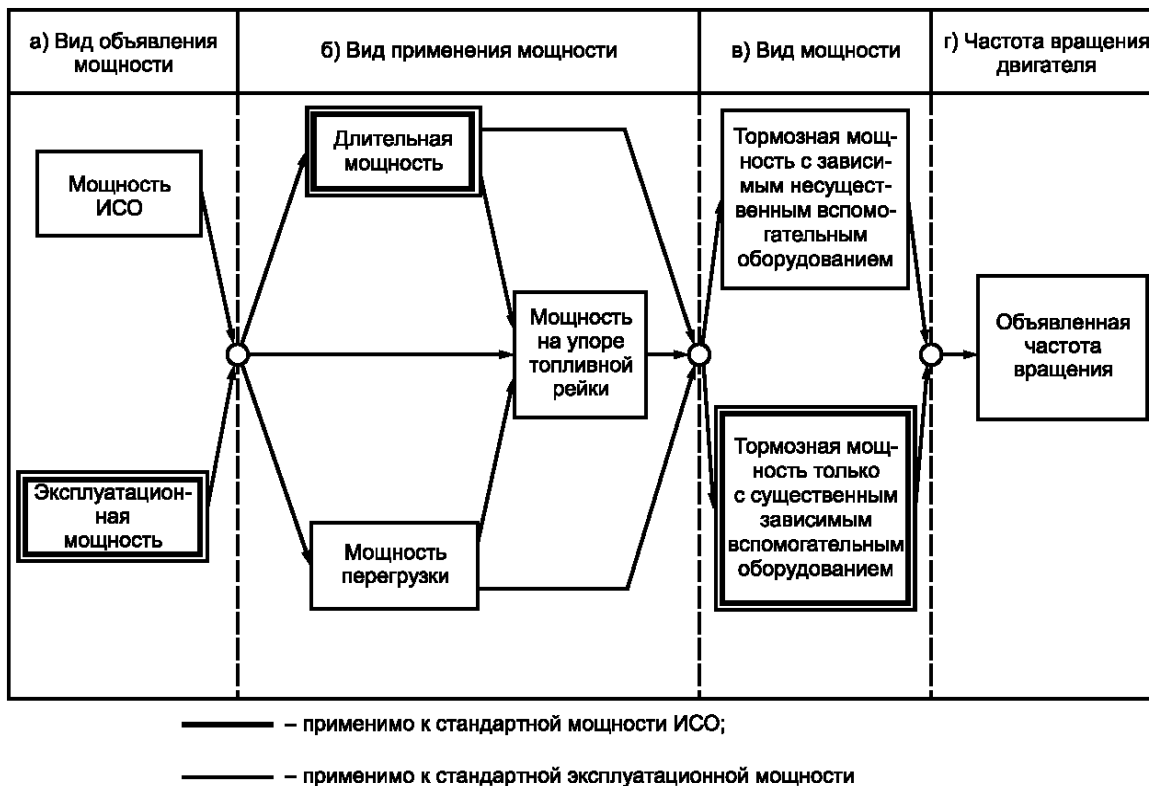 а) Вид объявления
мощности
б) Вид применения мощности
в) Вид мощности
г) Частота вращения
двигателя
Мощность
ИСО
Эксплуатацион-
ная
мощность
Длительная
мощность
Мощность
на упоре
топливной
рейки
Мощность
перегрузки
Тормозная мощ-
ность с зависи-
мым несущест-
венным вспомо-
гательным
оборудованием
Тормозная мощ-
ность только
с существенным
зависимым
вспомогательным
оборудованием
Объявленная
частота
вращения
– применимо к стандартной мощности ИСО;
– применимо к стандартной эксплуатационной мощности